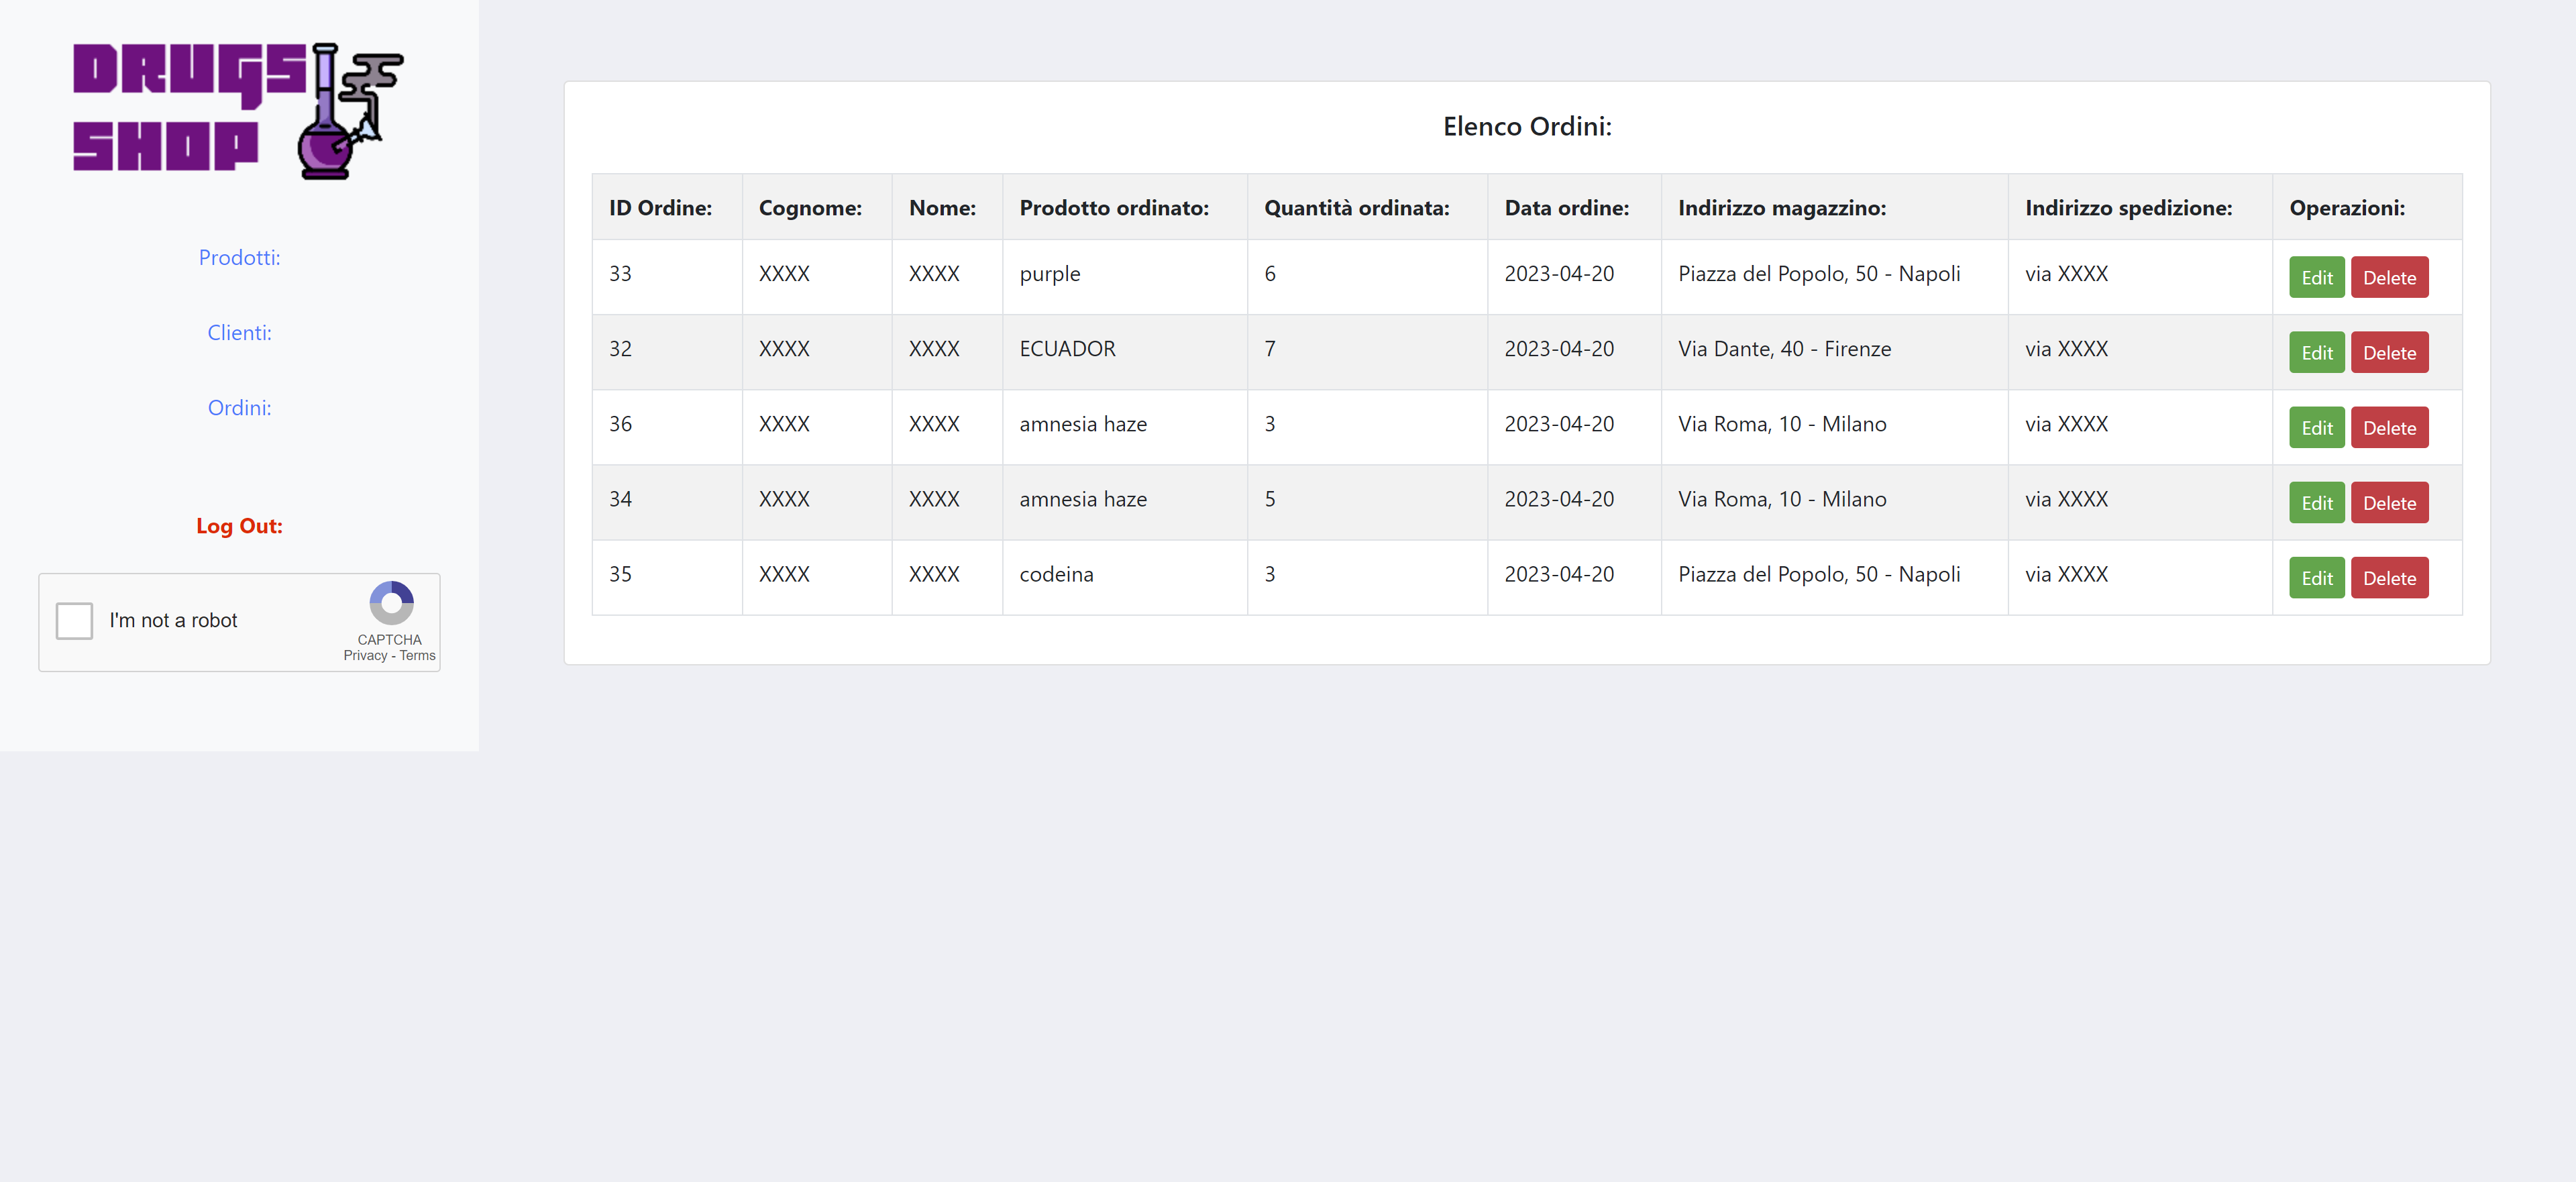 DRUGS
SHOP
Prodotti:
Clienti:
Ordini:
Log Out:
I'm not a robot
CAPTCHA
Privacy - Terms
Elenco Ordini:
ID Ordine: Cognome: Nome: Prodotto ordinato: Quantità ordinata: Data ordine: Indirizzo magazzino: Indirizzo spedizione: Operazioni:
33 XXXX XXXX purple 6 2023-04-20 Piazza del Popolo, 50 - Napoli via XXXX Edit Delete
32 XXXX XXXX ECUADOR 7 2023-04-20 Via Dante, 40 - Firenze via XXXX Edit Delete
36 XXXX XXXX amnesia haze 3 2023-04-20 Via Roma, 10 - Milano via XXXX Edit Delete
34 XXXX XXXX amnesia haze 5 2023-04-20 Via Roma, 10 - Milano via XXXX Edit Delete
35 XXXX XXXX codeina 3 2023-04-20 Piazza del Popolo, 50 - Napoli via XXXX Edit Delete